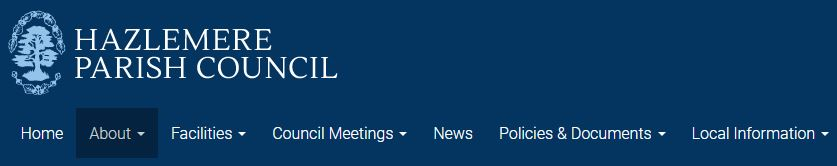 HAZLEMERE
PARISH COUNCIL
Home About Facilities Council Meetings News Policies & Documents Local Information